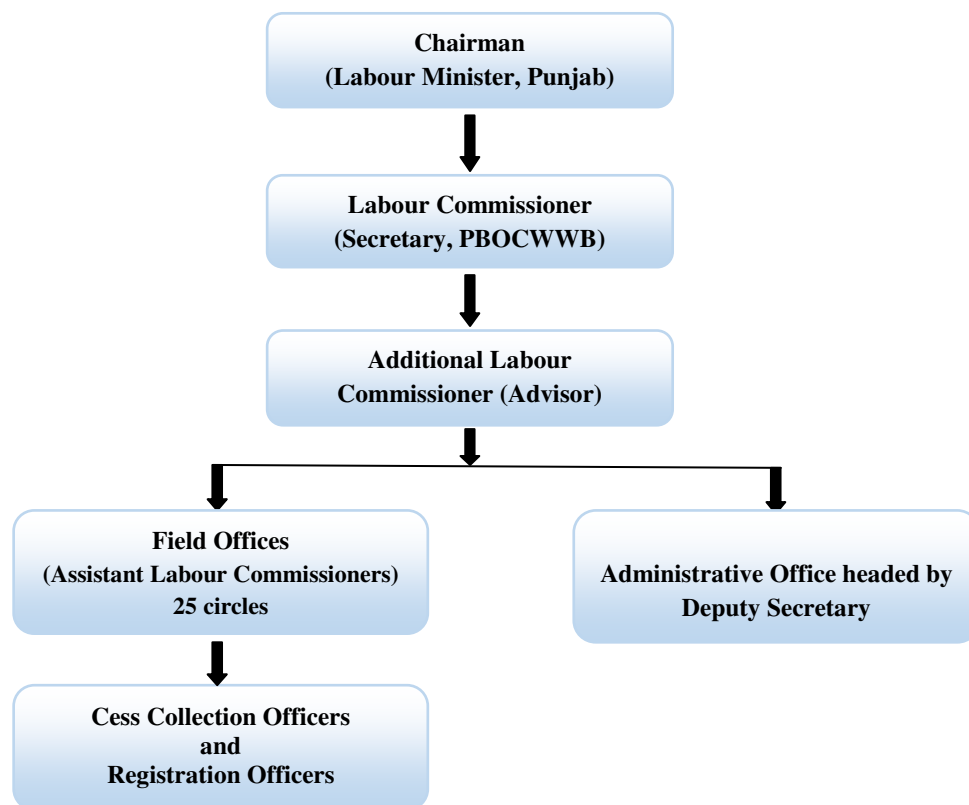 Chairman
(Labour Minister, Punjab)
Labour Commissioner
(Secretary, PBOCWWB)
Additional Labour
Commissioner (Advisor)
Field Offices
(Assistant Labour Commissioners)
25 circles
Administrative Office headed by
Deputy Secretary
Cess Collection Officers
and
Registration Officers